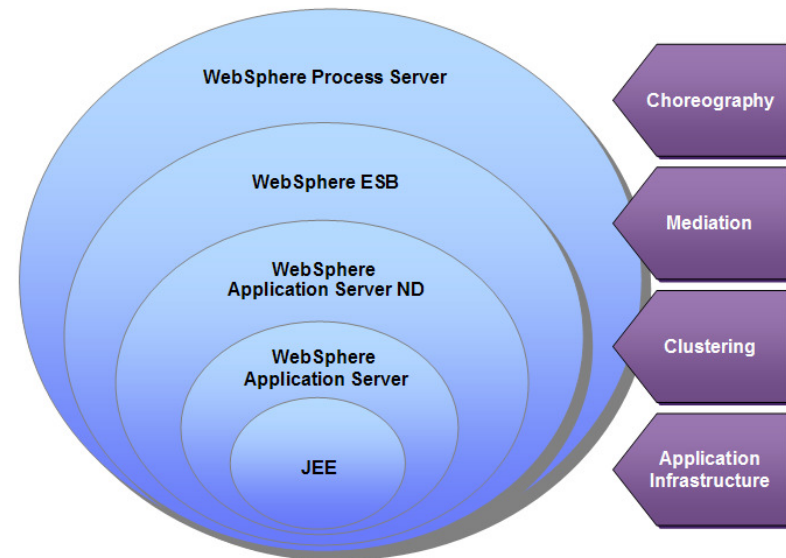 WebSphere Process Server
Choreography
WebSphere ESB
Mediation
WebSphere
Application Server ND
Clustering
WebSphere
Application Server
JEE
Application
Infrastructure